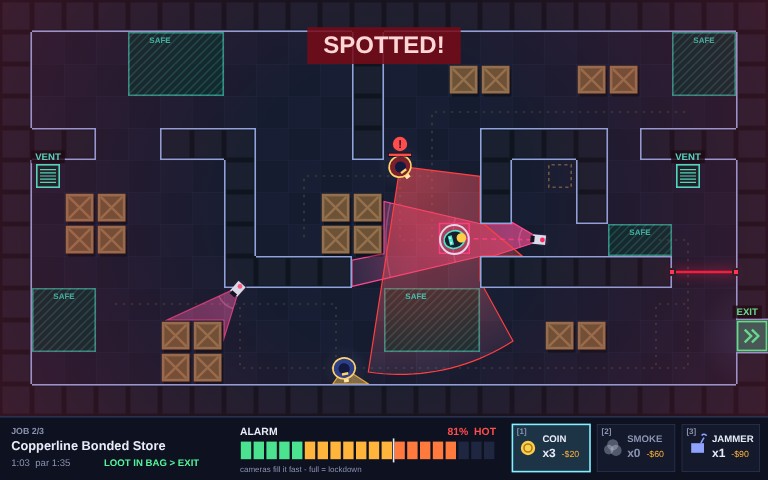 SPOTTED!
SAFE
SAFE
!
VENT
VENT
SAFE
SAFE
EXIT
JOB 2/3
Copperline Bonded Store
1:03 par 1:35
LOOT IN BAG > EXIT
ALARM
81% HOT
cameras fill it fast - full = lockdown
[1]
COIN
x3 -$20
[2]
SMOKE
x0 -$60
[3]
JAMMER
x1 -$90
SAFE